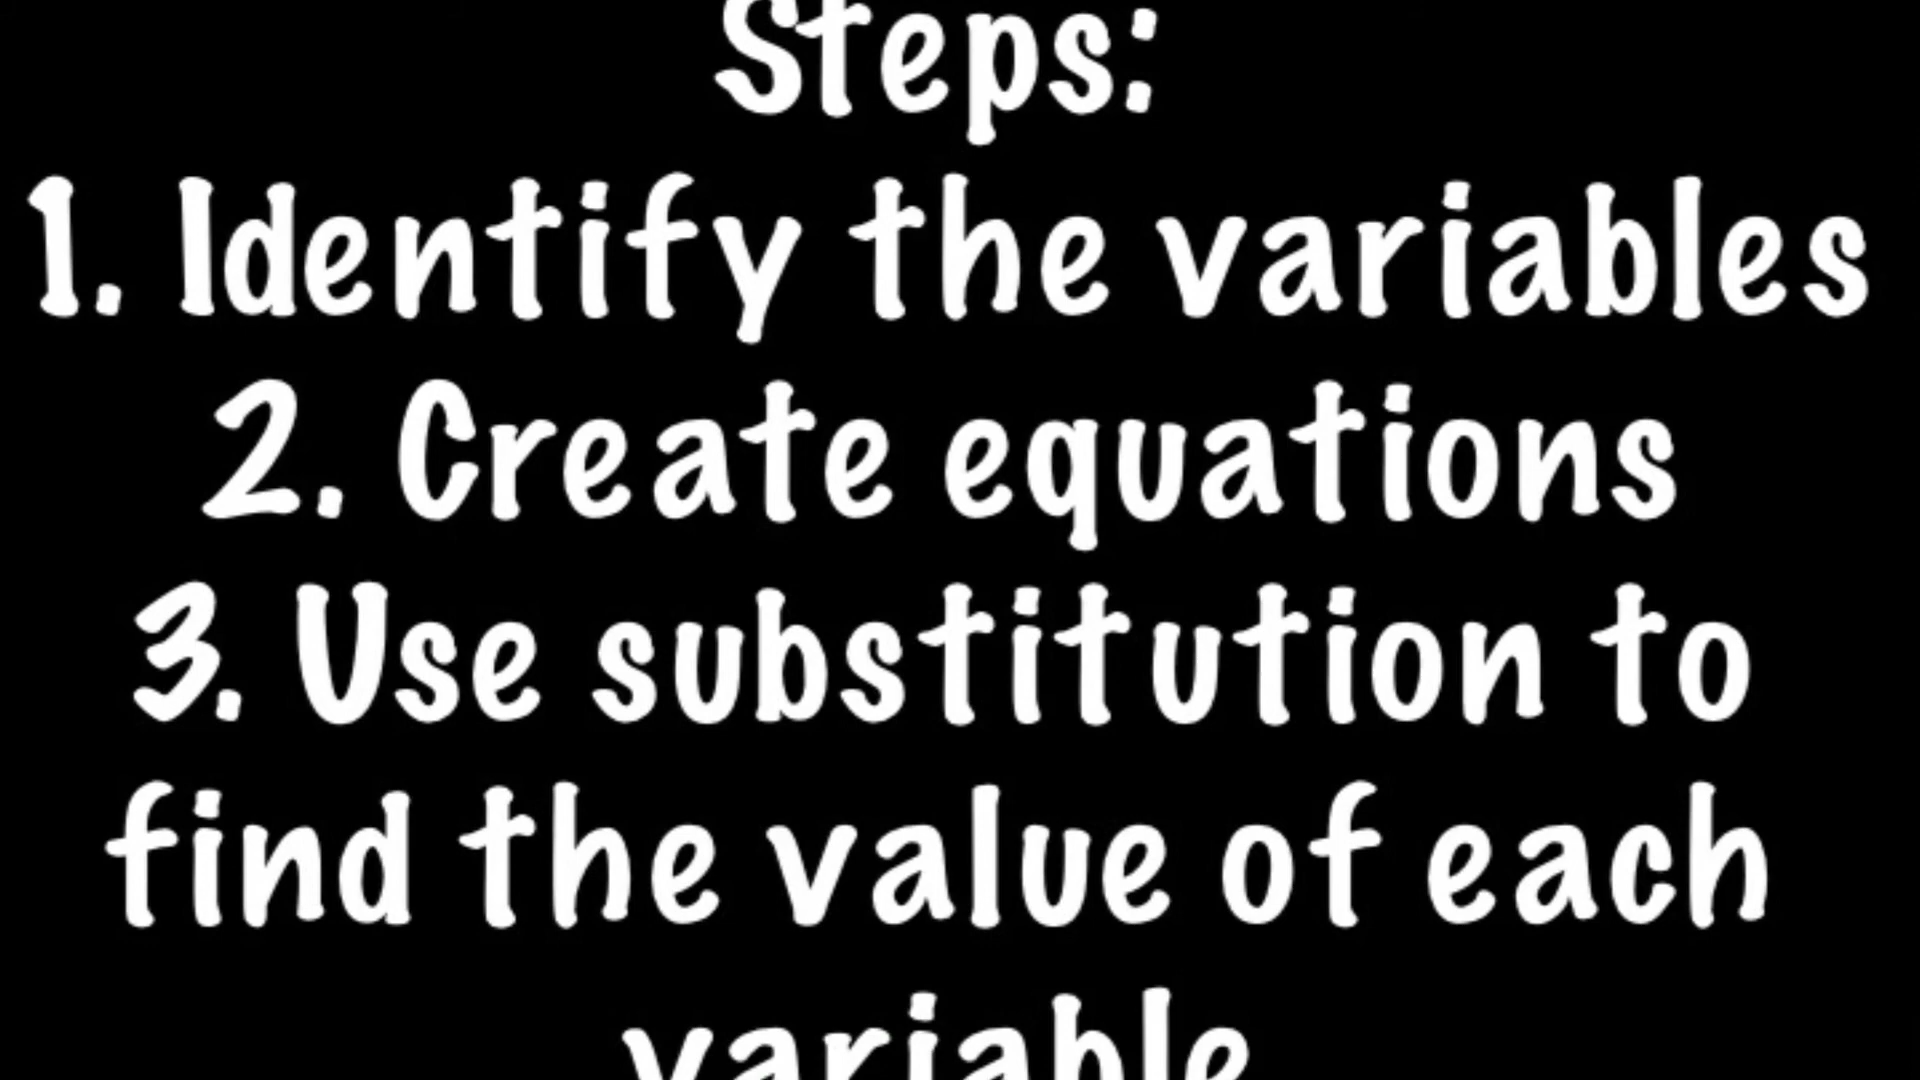 Steps:
1. Identify the variables
2. Create equations
3. Use substitution to
find the value of each
variable